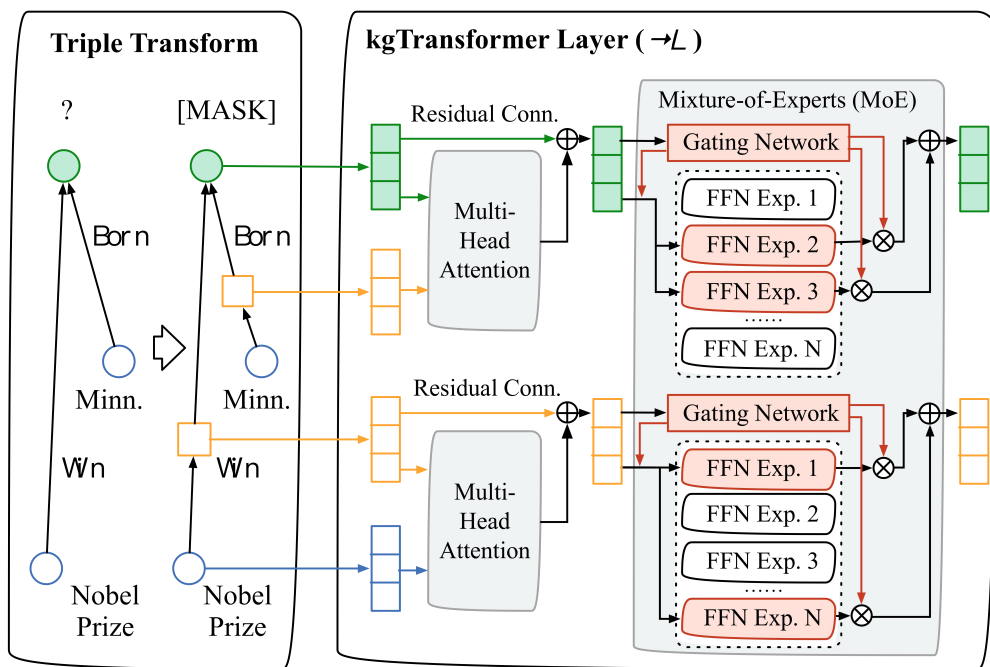 Triple Transform
?
[MASK]
Born
Born
Minn.
Minn.
Win
Win
Nobel
Prize
Nobel
Prize
kgTransformer Layer (→L)
Residual Conn.
Multi-
Head
Attention
Mixture-of-Experts (MoE)
Gating Network
FFN Exp. 1
FFN Exp. 2
FFN Exp. 3
......
FFN Exp. N
Residual Conn.
Multi-
Head
Attention
Gating Network
FFN Exp. 1
FFN Exp. 2
FFN Exp. 3
......
FFN Exp. N